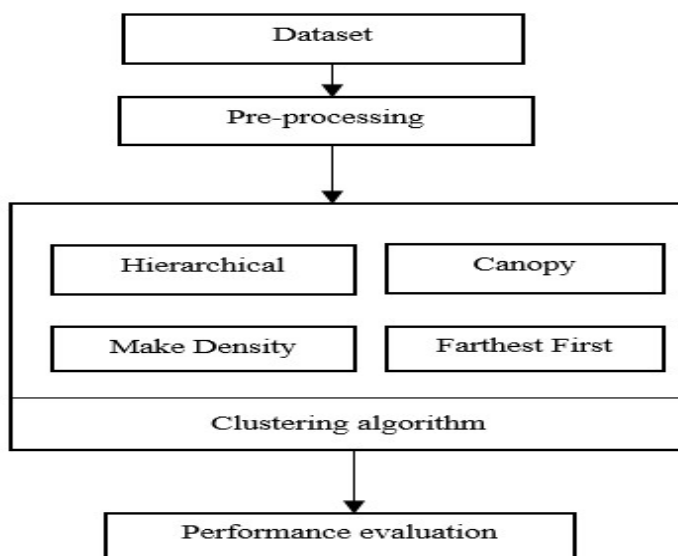 Dataset
Pre-processing
Hierarchical
Canopy
Make Density
Farthest First
Clustering algorithm
Performance evaluation